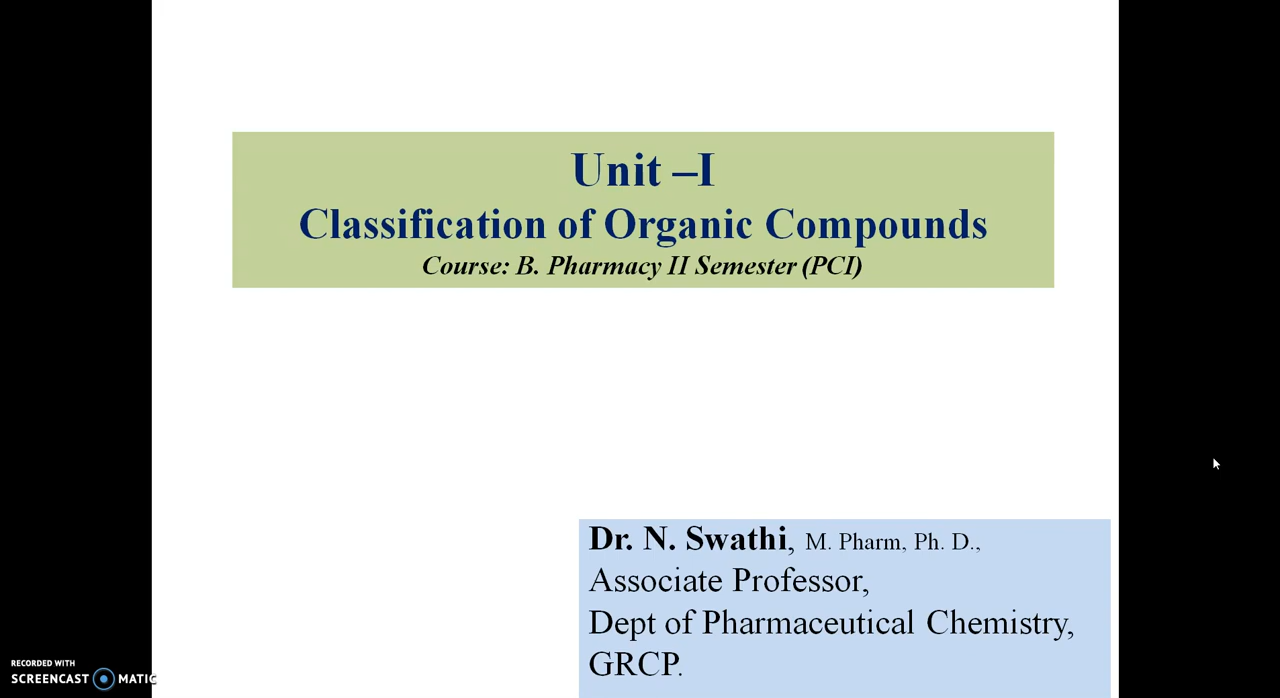 Unit –I
Classification of Organic Compounds
Course: B. Pharmacy II Semester (PCI)
Dr. N. Swathi, M. Pharm, Ph. D.,
Associate Professor,
Dept of Pharmaceutical Chemistry,
GRCP.
RECORDED WITH
SCREENCAST MATIC